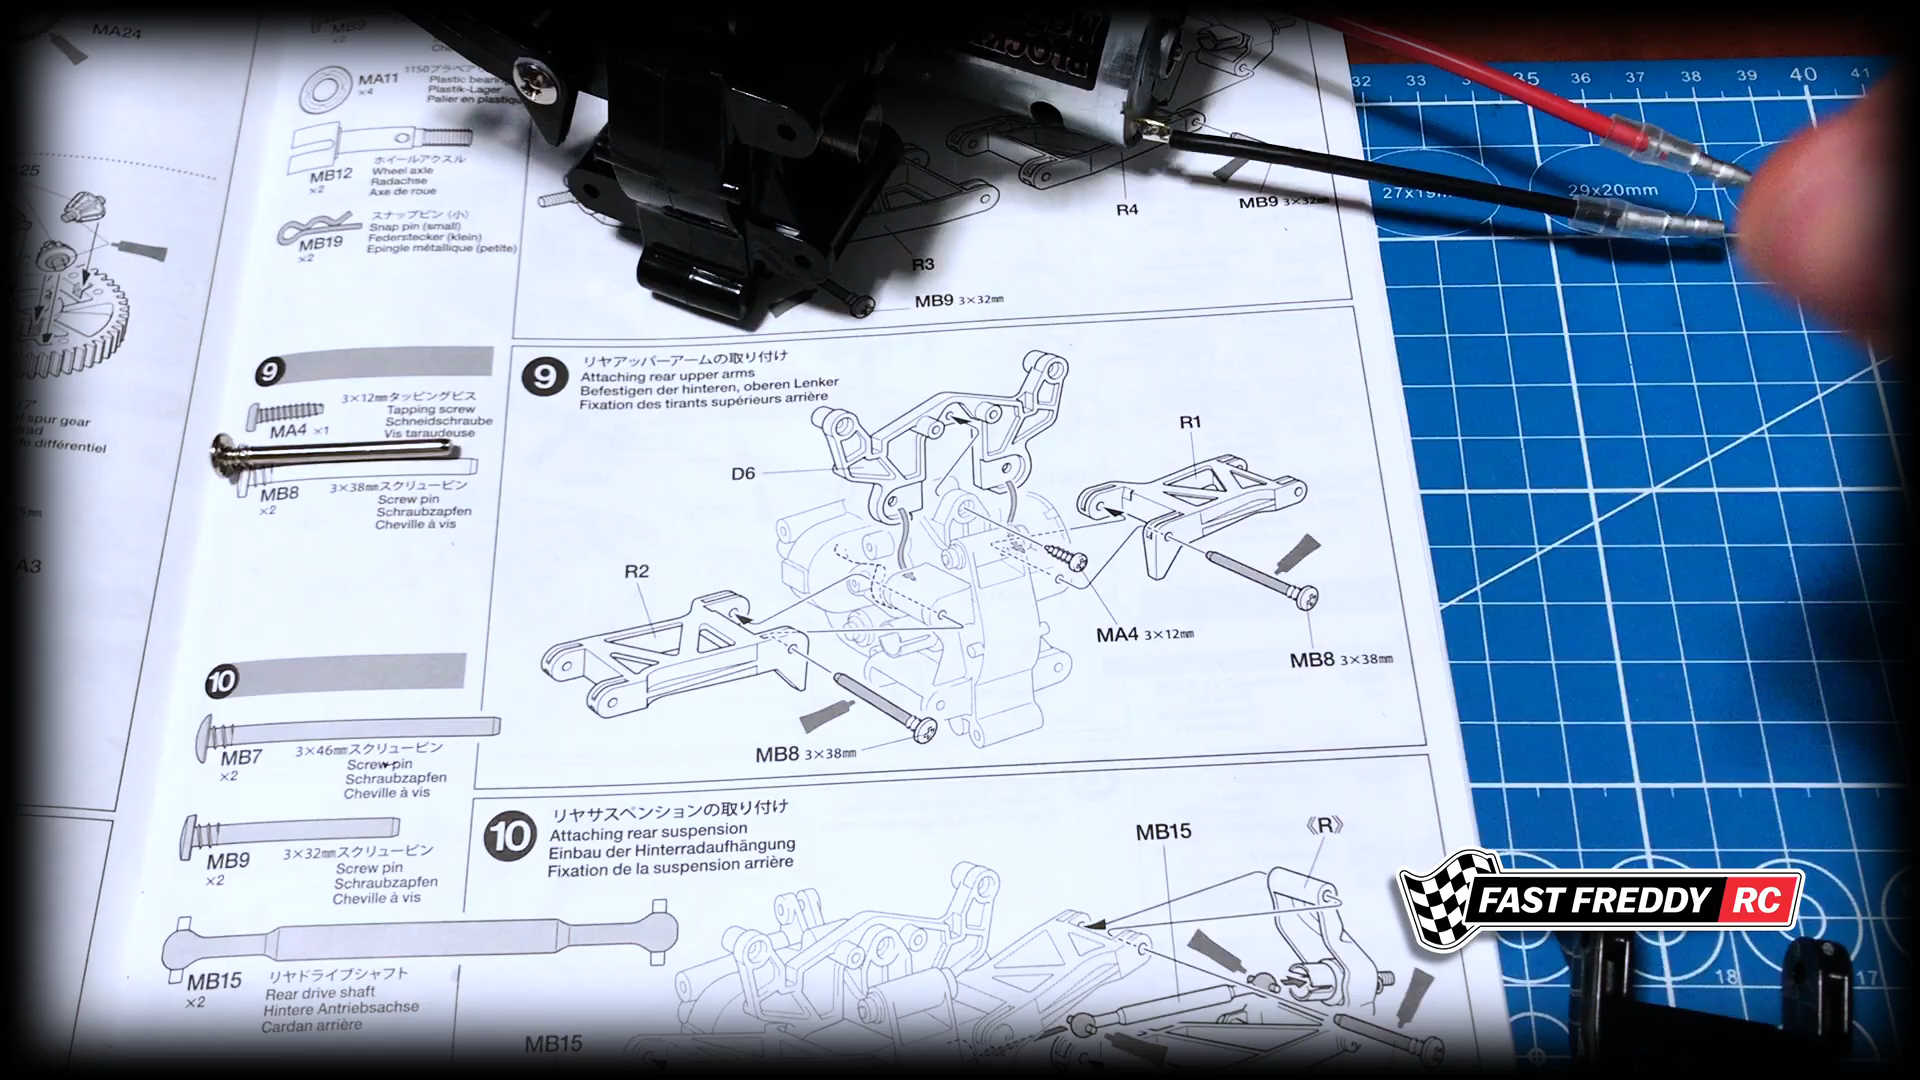 MA24
MB9
×2
MA11
×4
Plastic bearing
Plastik-Lager
Palier en plastique
MB12
×2
ホイールアクスル
Wheel axle
Radachse
Axe de roue
MB19
×2
スナップピン (小)
Snap pin (small)
Federstecker (klein)
Epingle métallique (petite)
R4
MB9 3×32mm
R3
MB9 3×32mm
spur gear
différentiel
A3
9
3×12mmタッピングビス
Tapping screw
Schneidschraube
Vis taraudeuse
MA4 ×1
MB8
×2
3×38mmスクリューピン
Screw pin
Schraubzapfen
Cheville à vis
9
リヤアッパーアームの取り付け
Attaching rear upper arms
Befestigen der hinteren, oberen Lenker
Fixation des tirants supérieurs arrière
D6
R1
R2
MA4 3×12mm
MB8 3×38mm
MB8 3×38mm
10
MB7
×2
3×46mmスクリューピン
Screw pin
Schraubzapfen
Cheville à vis
MB9
×2
3×32mmスクリューピン
Screw pin
Schraubzapfen
Cheville à vis
MB15
×2
リヤドライブシャフト
Rear drive shaft
Hintere Antriebsachse
Cardan arrière
10
リヤサスペンションの取り付け
Attaching rear suspension
Einbau der Hinterradaufhängung
Fixation de la suspension arrière
MB15
《R》
MB15
32 33 35 36 37 38 39 40 41
29x20mm
18
17
FAST FREDDY RC